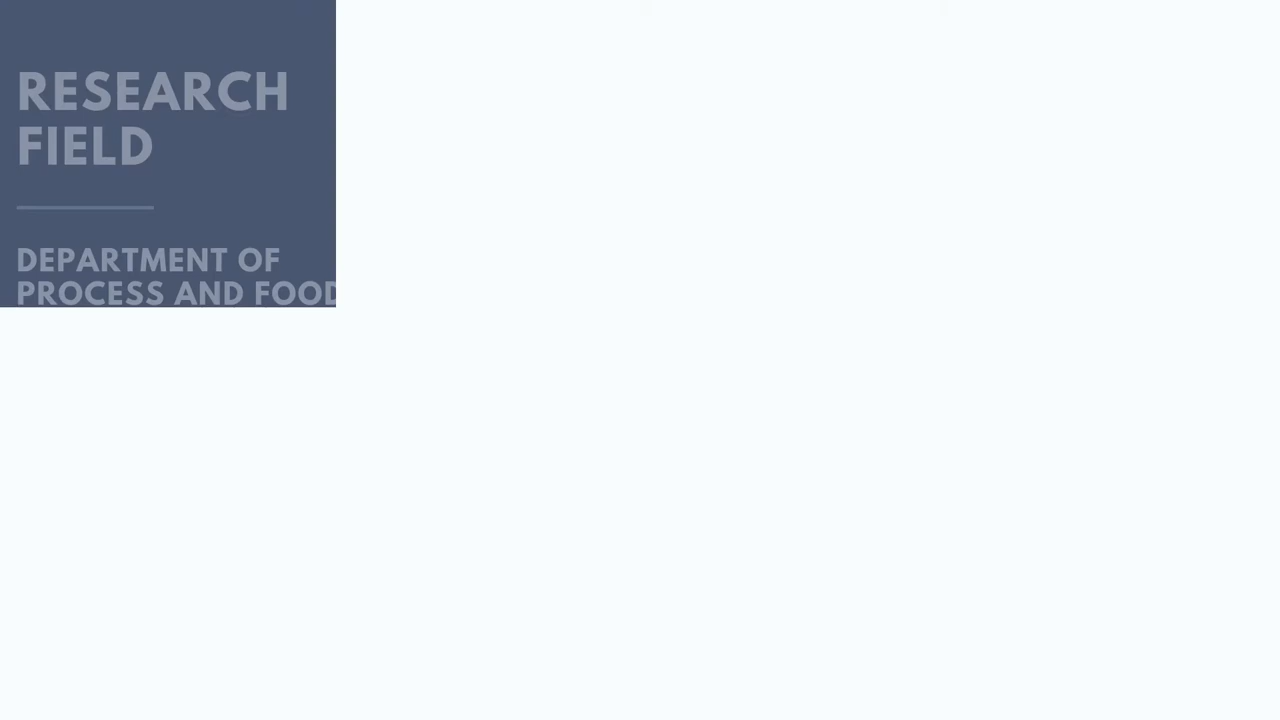 RESEARCH
FIELD
DEPARTMENT OF
PROCESS AND FOOD